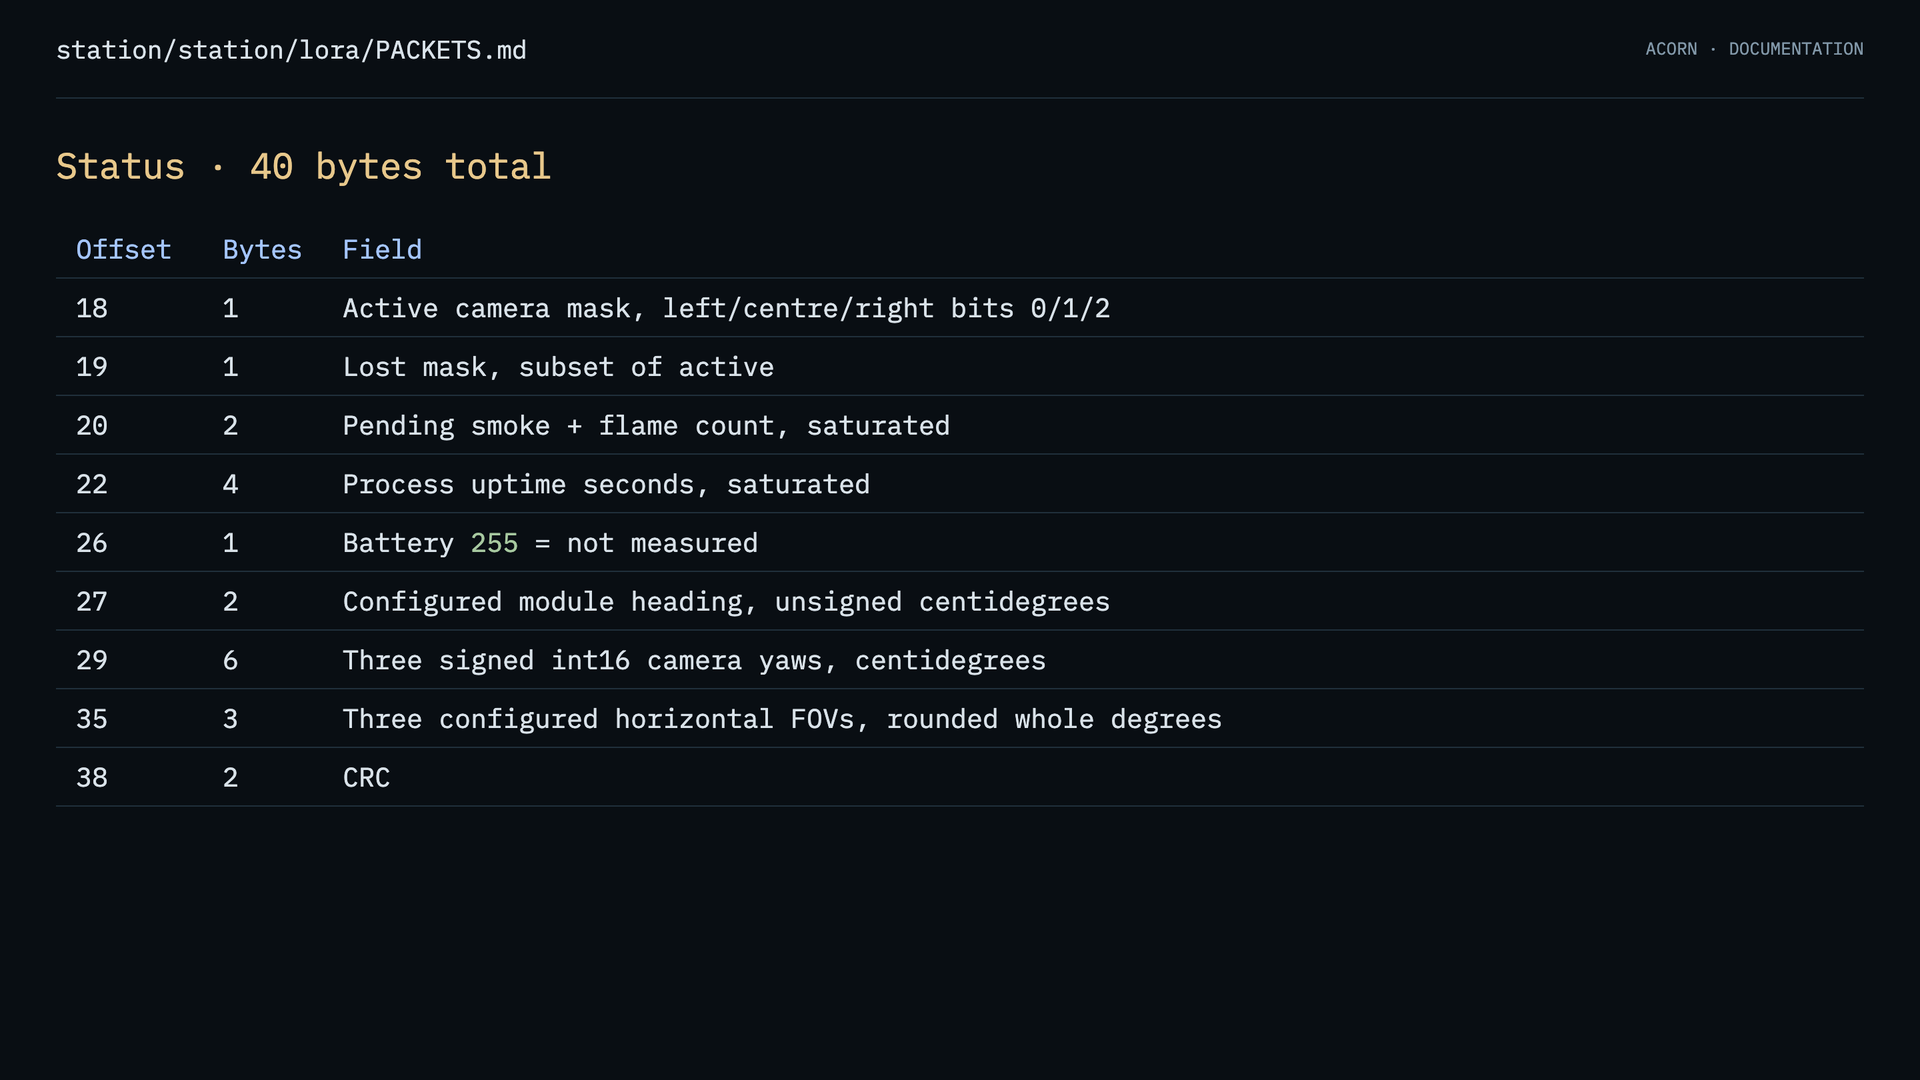 station/station/lora/PACKETS.md
ACORN · DOCUMENTATION
Status · 40 bytes total
Offset Bytes Field
18 1 Active camera mask, left/centre/right bits 0/1/2
19 1 Lost mask, subset of active
20 2 Pending smoke + flame count, saturated
22 4 Process uptime seconds, saturated
26 1 Battery 255 = not measured
27 2 Configured module heading, unsigned centidegrees
29 6 Three signed int16 camera yaws, centidegrees
35 3 Three configured horizontal FOVs, rounded whole degrees
38 2 CRC